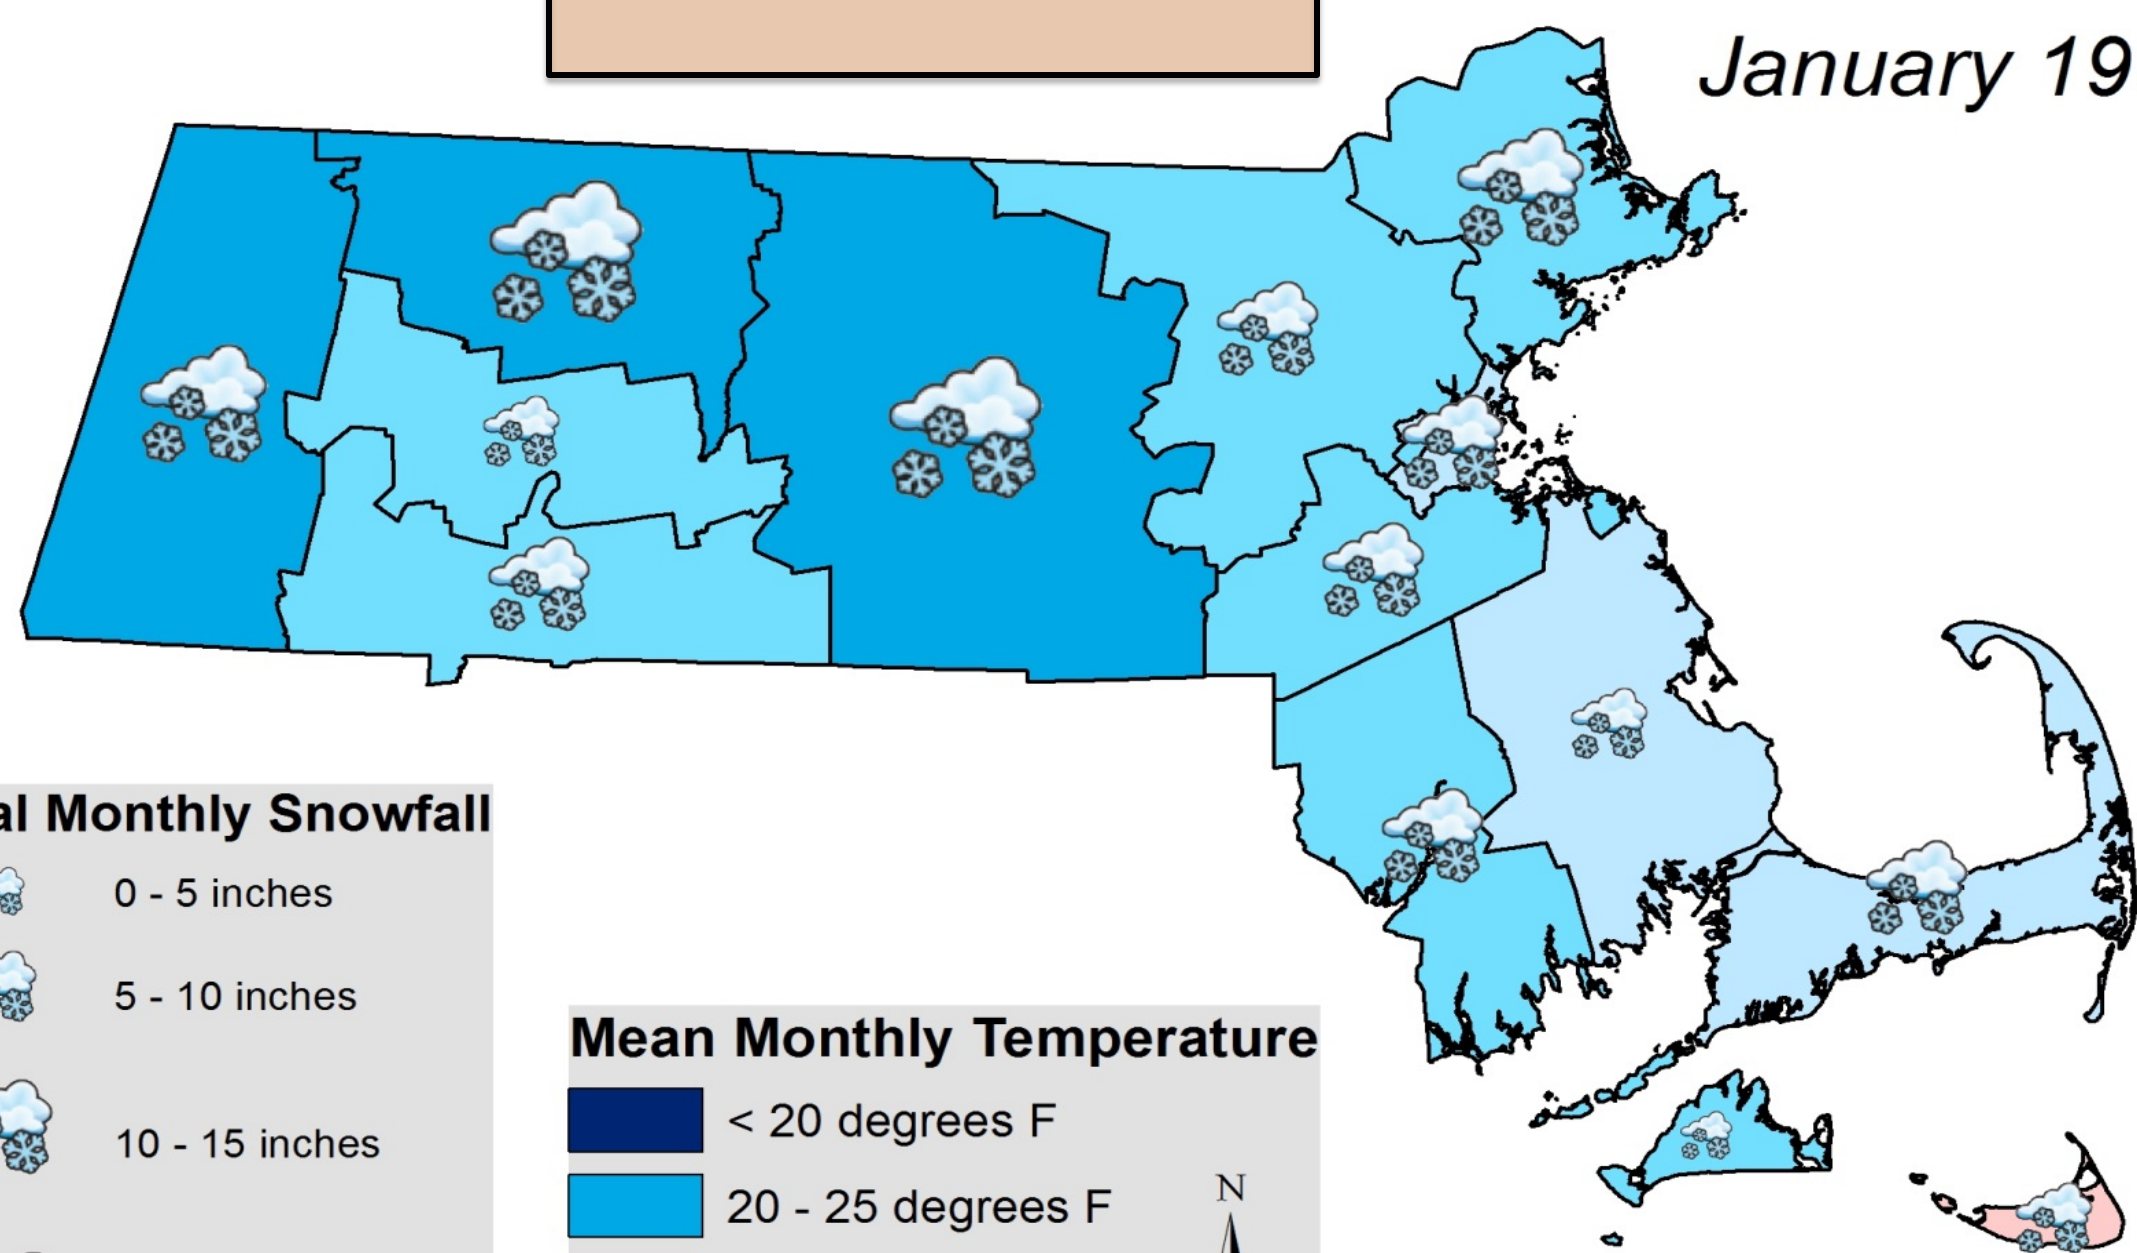 January 19
al Monthly Snowfall
0 - 5 inches
5 - 10 inches
10 - 15 inches
Mean Monthly Temperature
< 20 degrees F
20 - 25 degrees F
N